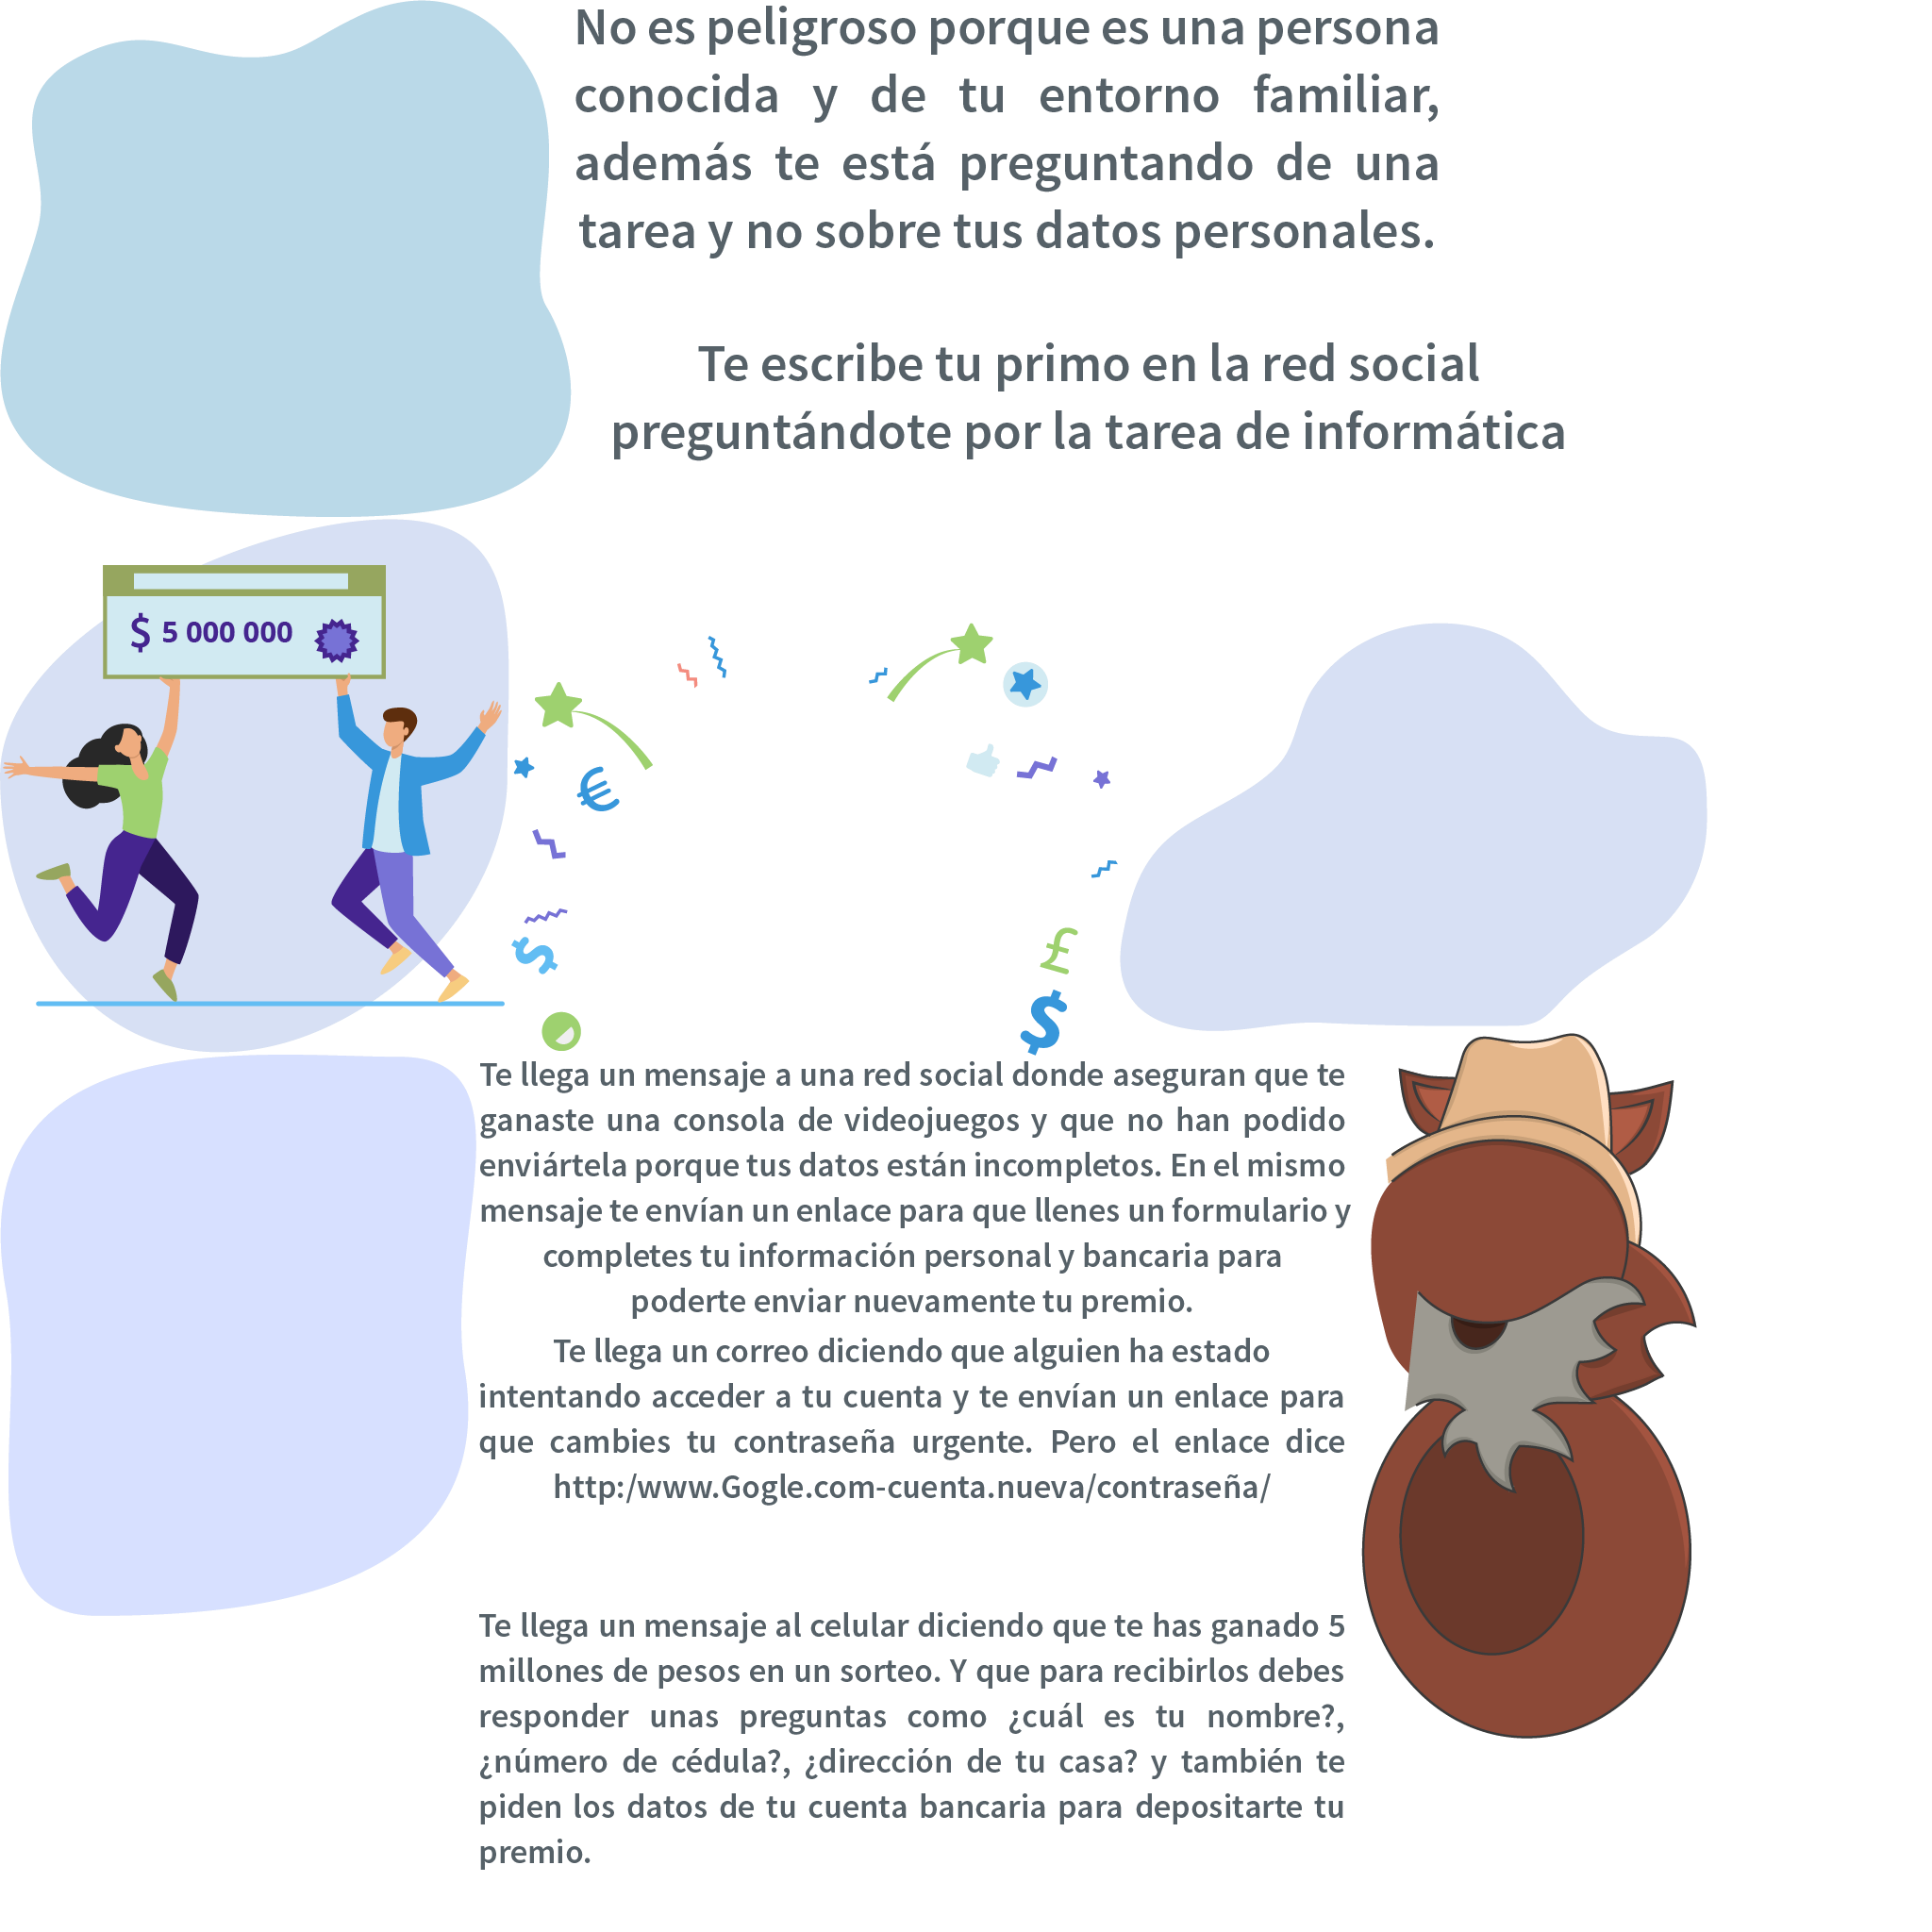 No es peligroso porque es una persona
conocida y de tu entorno familiar,
además te está preguntando de una
tarea y no sobre tus datos personales.
Te escribe tu primo en la red social
preguntándote por la tarea de informática
$ 5 000 000
€
$
£
$
Te llega un mensaje a una red social donde aseguran que te
ganaste una consola de videojuegos y que no han podido
enviártela porque tus datos están incompletos. En el mismo
mensaje te envían un enlace para que llenes un formulario y
completes tu información personal y bancaria para
poderte enviar nuevamente tu premio.
Te llega un correo diciendo que alguien ha estado
intentando acceder a tu cuenta y te envían un enlace para
que cambies tu contraseña urgente. Pero el enlace dice
http:/www.Gogle.com-cuenta.nueva/contraseña/
Te llega un mensaje al celular diciendo que te has ganado 5
millones de pesos en un sorteo. Y que para recibirlos debes
responder unas preguntas como ¿cuál es tu nombre?,
¿número de cédula?, ¿dirección de tu casa? y también te
piden los datos de tu cuenta bancaria para depositarte tu
premio.